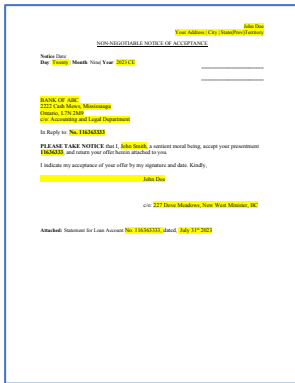 John Doe
Your Address | City | State(Prov)Territory
NON-NEGOTIABLE NOTICE OF ACCEPTANCE
Notice Date:
Day: Twenty | Month: Nine| Year: 2023 CE
BANK OF ABC
2222 Cash Mews, Mississauga
Ontario, L7N 2M9
c/o: Accounting and Legal Department
In Reply to: No. 116363333
PLEASE TAKE NOTICE that I, John Smith, a sentient moral being, accept your presentment
11636333, and return your offer herein attached to you.
I indicate my acceptance of your offer by my signature and date. Kindly,
John Doe
c/o: 227 Dove Meadows, New West Minister, BC
Attached: Statement for Loan Account No. 116363333, dated, July 31st 2023